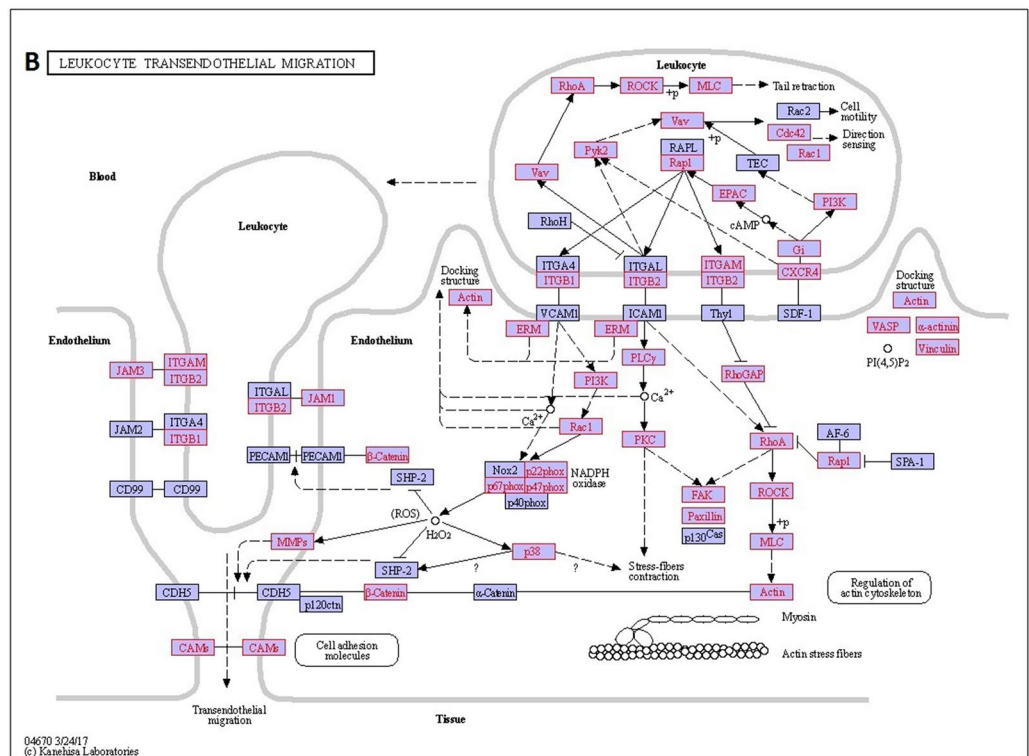 B LEUKOCYTE TRANSENDOTHELIAL MIGRATION
Leukocyte
RhoA ROCK MLC Tail retraction
+p
Rac2 Cell
motility
Vav
+p
Cdc42 Direction
sensing
Rac1
Pyk2 RAPL
Rap1
TEC
Blood
Vav
EPAC PI3K
cAMP
Leukocyte
RhoH
Gi
ITGA4 ITGAL ITGAM CXCR4
ITGB1 ITGB2 ITGB2
Docking
structure
Actin
Docking
structure
Actin
VCAM1 ICAM1 Thy1 SDF-1
ERM ERM
VASP α-actinin
Vinculin
PI(4,5)P2
Endothelium Endothelium
PLCγ
JAM3 ITGAM
ITGB2
RhoGAP
PI3K
ITGAL JAM1
ITGB2
Ca2+ Ca2+
Rac1
JAM2 ITGA4
ITGB1
PKC RhoA AF-6
Rap1 SPA-1
PECAM1 PECAM1 β-Catenin
Nox2 p22phox NADPH
oxidase
p67phox p47phox
p40phox
SHP-2
CD99 CD99
FAK ROCK
Paxillin
+p
p130Cas
(ROS)
H2O2
MMPs p38 MLC
SHP-2 ? ? Stress-fibers
contraction
CDH5 CDH5 β-Catenin α-Catenin Actin
p120ctn
Regulation of
actin cytoskeleton
Myosin
CAMs CAMs Cell adhesion
molecules
Actin stress fibers
Transendothelial
migration
Tissue
04670 3/24/17
(c) Kanehisa Laboratories